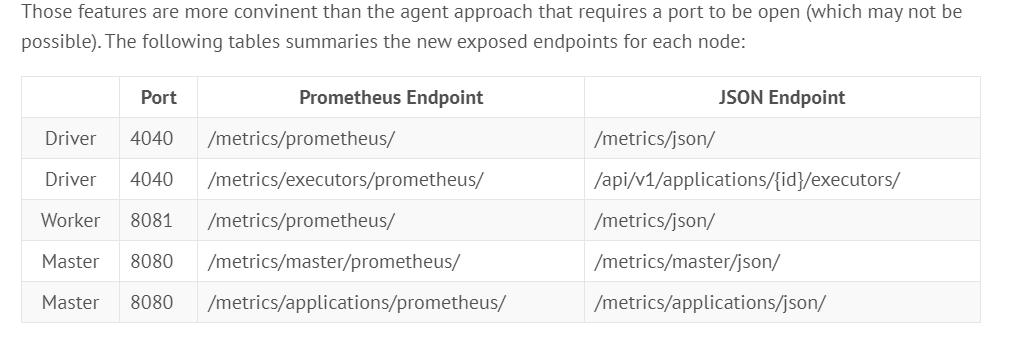 Those features are more convinent than the agent approach that requires a port to be open (which may not be
possible). The following tables summaries the new exposed endpoints for each node:
Port Prometheus Endpoint JSON Endpoint
Driver 4040 /metrics/prometheus/ /metrics/json/
Driver 4040 /metrics/executors/prometheus/ /api/v1/applications/{id}/executors/
Worker 8081 /metrics/prometheus/ /metrics/json/
Master 8080 /metrics/master/prometheus/ /metrics/master/json/
Master 8080 /metrics/applications/prometheus/ /metrics/applications/json/